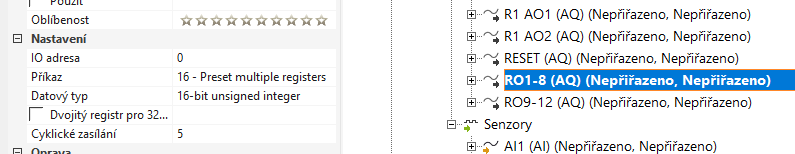 Použít
Oblíbenost
Nastavení
IO adresa 0
Příkaz 16 - Preset multiple registers
Datový typ 16-bit unsigned integer
Dvojitý registr pro 32...
Cyklické zasílání 5
Oprava
R1 AO1 (AQ) (Nepřiřazeno, Nepřiřazeno)
R1 AO2 (AQ) (Nepřiřazeno, Nepřiřazeno)
RESET (AQ) (Nepřiřazeno, Nepřiřazeno)
RO1-8 (AQ) (Nepřiřazeno, Nepřiřazeno)
RO9-12 (AQ) (Nepřiřazeno, Nepřiřazeno)
Senzory
AI1 (AI) (Nepřiřazeno, Nepřiřazeno)